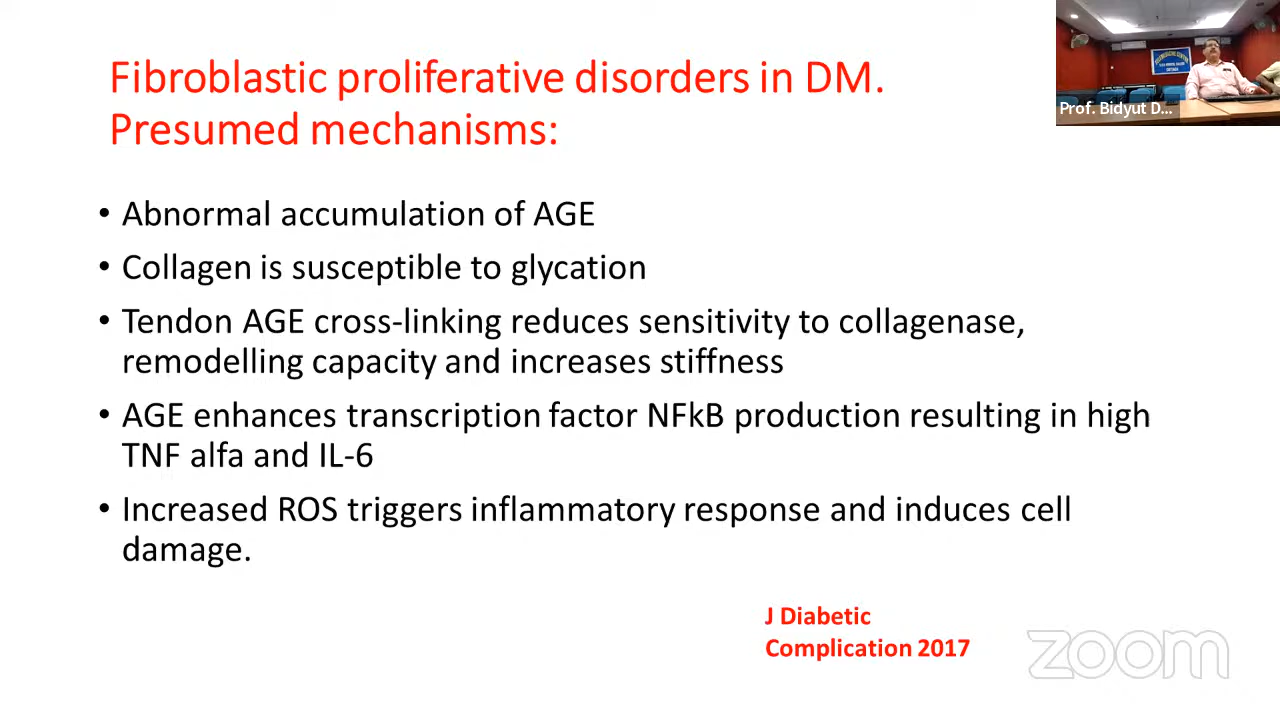 Fibroblastic proliferative disorders in DM.
Presumed mechanisms:
• Abnormal accumulation of AGE
• Collagen is susceptible to glycation
• Tendon AGE cross-linking reduces sensitivity to collagenase,
remodelling capacity and increases stiffness
• AGE enhances transcription factor NFkB production resulting in high
TNF alfa and IL-6
• Increased ROS triggers inflammatory response and induces cell
damage.
J Diabetic
Complication 2017
Prof. Bidyut D...
zoom